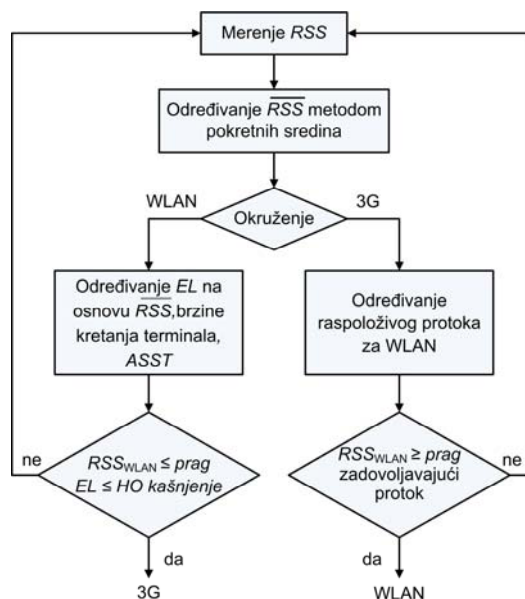 Merenje RSS
Određivanje RSS metodom
pokretnih sredina
WLAN
3G
Okruženje
Određivanje EL na
osnovu RSS,brzine
kretanja terminala,
ASST
Određivanje
raspoloživog protoka
za WLAN
ne
RSSWLAN ≤ prag
EL ≤ HO kašnjenje
RSSWLAN ≥ prag
zadovoljavajući
protok
ne
da
da
3G
WLAN